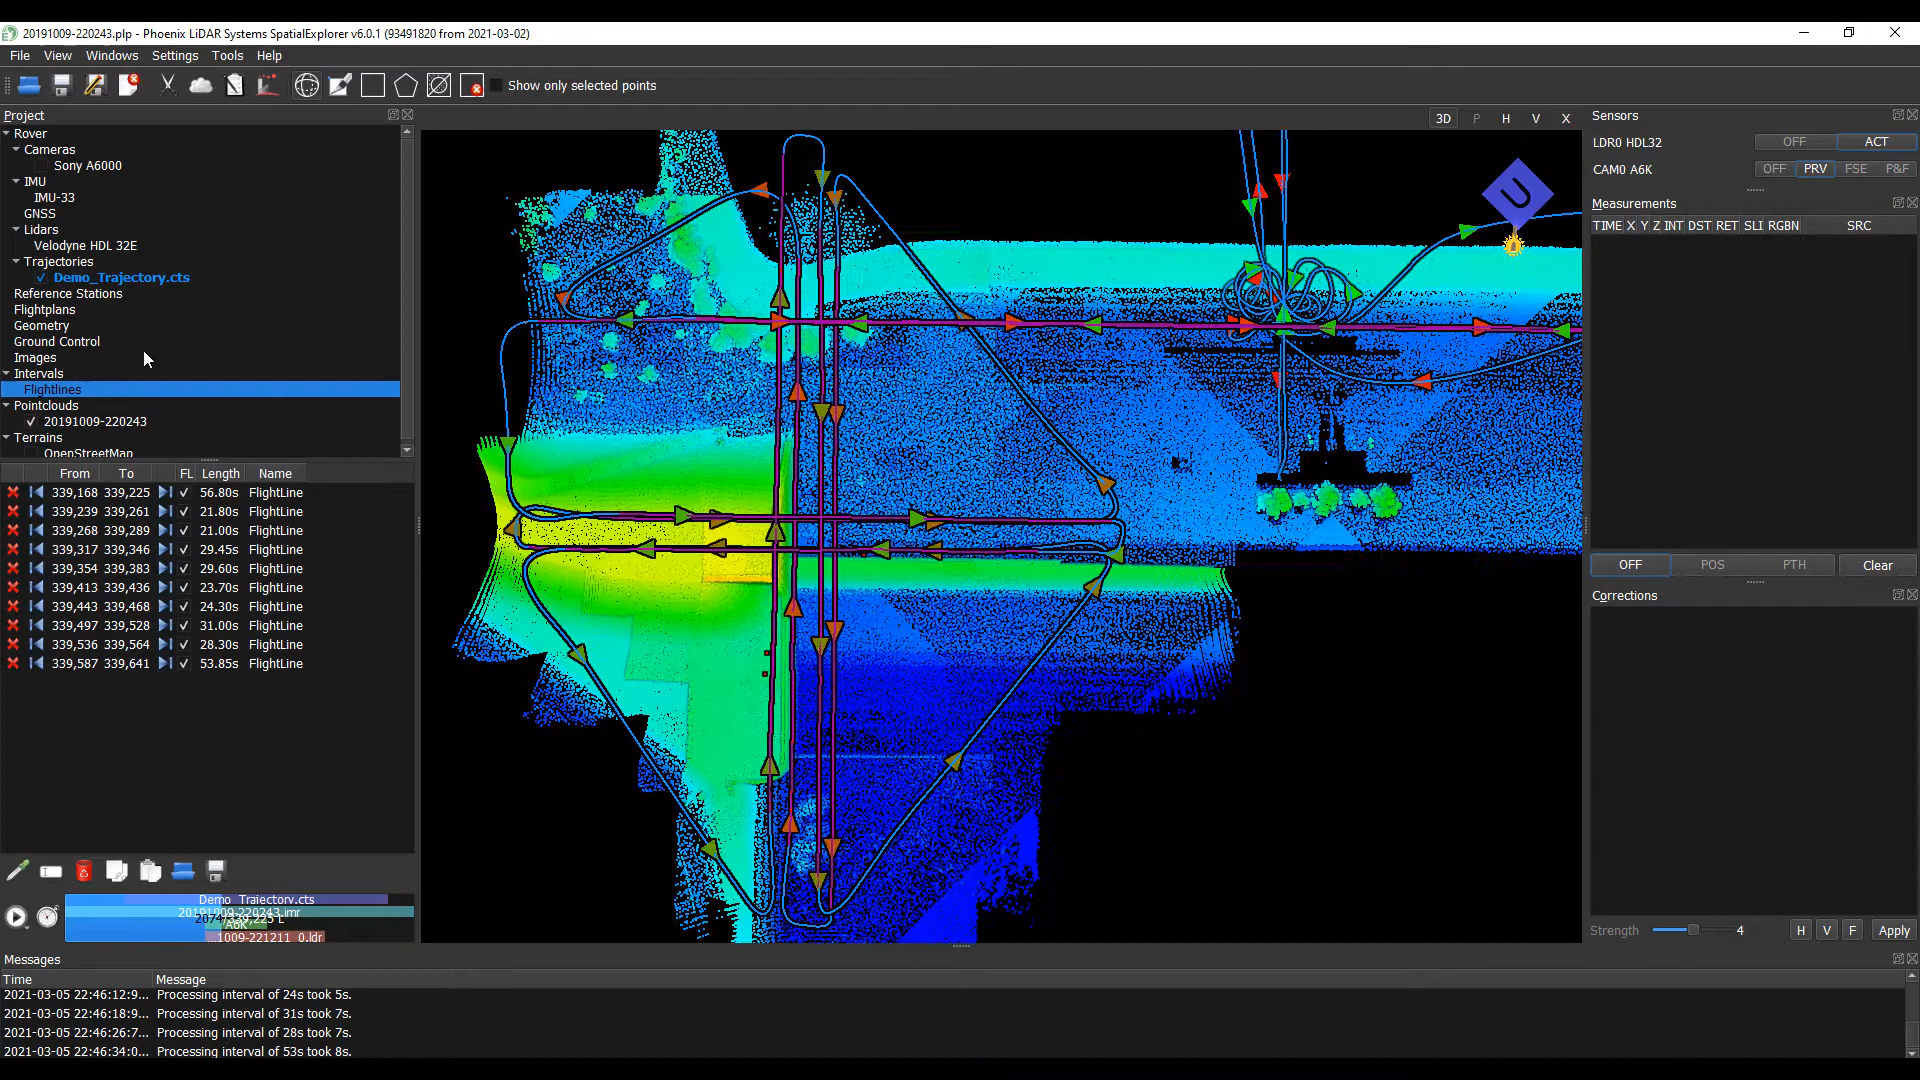 20191009-220243.plp - Phoenix LiDAR Systems SpatialExplorer v6.0.1 (93491820 from 2021-03-02)
File View Windows Settings Tools Help
Show only selected points
Project
Rover
Cameras
Sony A6000
IMU
IMU-33
GNSS
Lidars
Velodyne HDL 32E
Trajectories
Demo_Trajectory.cts
Reference Stations
Flightplans
Geometry
Ground Control
Images
Intervals
Flightlines
Pointclouds
20191009-220243
Terrains
OpenStreetMap
From To FL Length Name
339,168 339,225 56.80s FlightLine
339,239 339,261 21.80s FlightLine
339,268 339,289 21.00s FlightLine
339,317 339,346 29.45s FlightLine
339,354 339,383 29.60s FlightLine
339,413 339,436 23.70s FlightLine
339,443 339,468 24.30s FlightLine
339,497 339,528 31.00s FlightLine
339,536 339,564 28.30s FlightLine
339,587 339,641 53.85s FlightLine
Demo_Trajectory.cts
20191009-220243.imr
2074/339,225 L
A6K
...1009-221211_0.ldr
3D P H V X
U
Sensors
LDR0 HDL32 OFF ACT
CAM0 A6K OFF PRV FSE P&F
Measurements
TIME X Y Z INT DST RET SLI RGBN SRC
OFF POS PTH Clear
Corrections
Strength 4 H V F Apply
Messages
Time Message
2021-03-05 22:46:12:9... Processing interval of 24s took 5s.
2021-03-05 22:46:18:9... Processing interval of 31s took 7s.
2021-03-05 22:46:26:7... Processing interval of 28s took 7s.
2021-03-05 22:46:34:0... Processing interval of 53s took 8s.